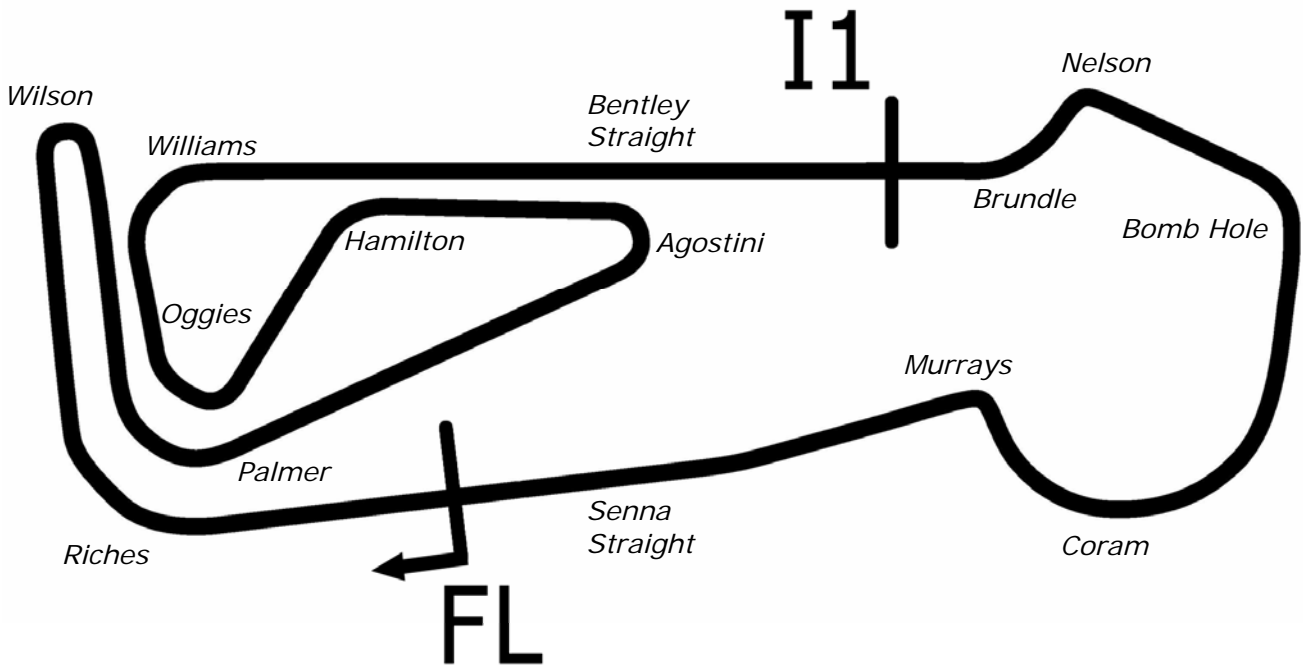 I1
Nelson
Wilson
Bentley
Straight
Williams
Brundle
Bomb Hole
Hamilton
Agostini
Oggies
Murrays
Palmer
Senna
Straight
Riches
Coram
FL